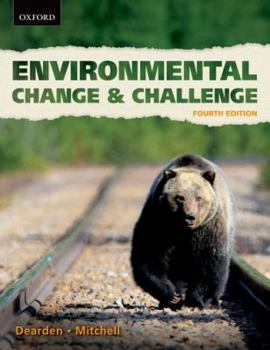 OXFORD
ENVIRONMENTAL
CHANGE & CHALLENGE
FOURTH EDITION
Dearden • Mitchell